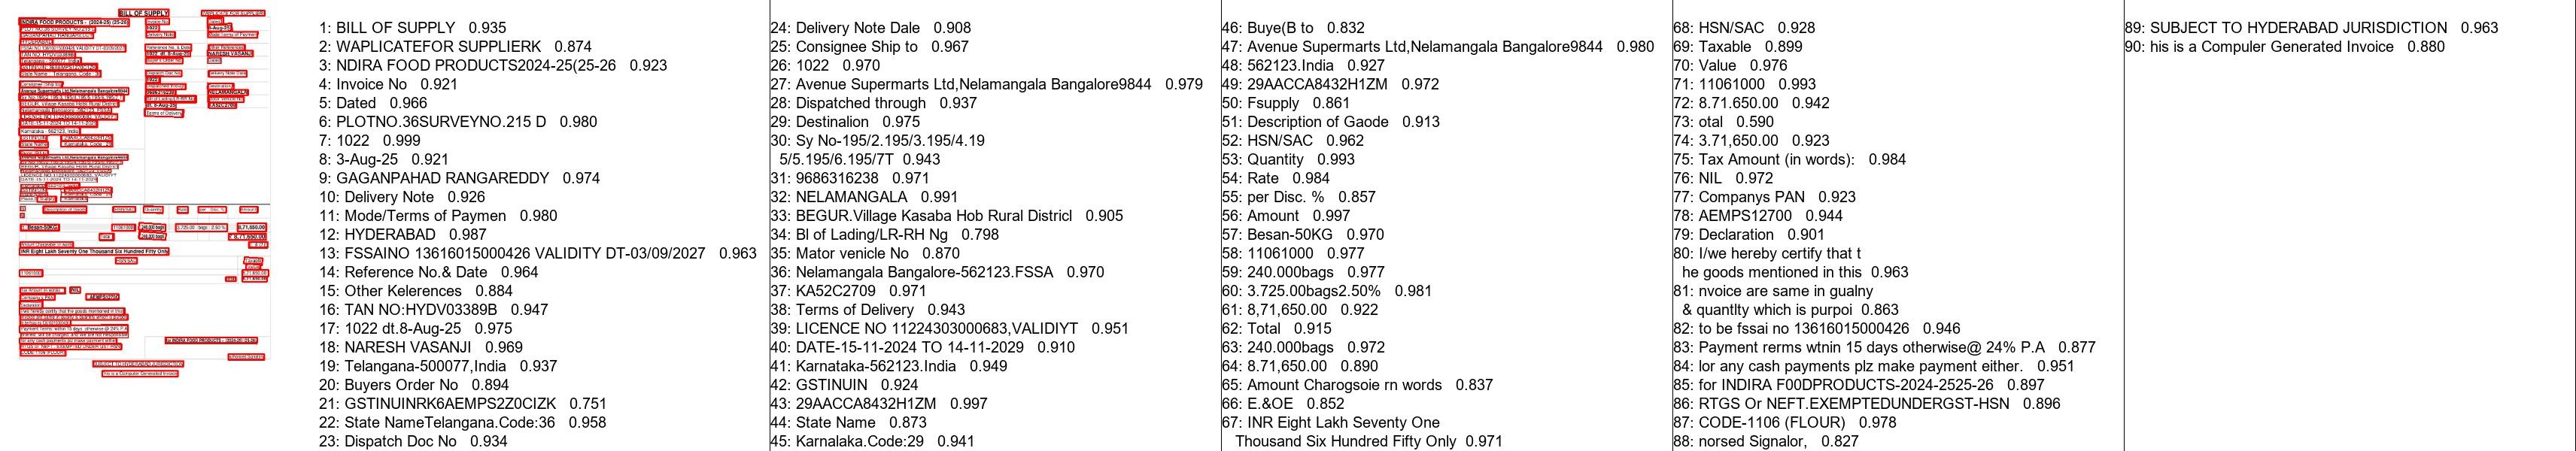 1: BILL OF SUPPLY 0.935
2: WAPLICATEFOR SUPPLIERK 0.874
3: NDIRA FOOD PRODUCTS2024-25(25-26 0.923
4: Invoice No 0.921
5: Dated 0.966
6: PLOTNO.36SURVEYNO.215 D 0.980
7: 1022 0.999
8: 3-Aug-25 0.921
9: GAGANPAHAD RANGAREDDY 0.974
10: Delivery Note 0.926
11: Mode/Terms of Paymen 0.980
12: HYDERABAD 0.987
13: FSSAINO 13616015000426 VALIDITY DT-03/09/2027 0.963
14: Reference No.& Date 0.964
15: Other Kelerences 0.884
16: TAN NO:HYDV03389B 0.947
17: 1022 dt.8-Aug-25 0.975
18: NARESH VASANJI 0.969
19: Telangana-500077,India 0.937
20: Buyers Order No 0.894
21: GSTINUINRK6AEMPS2Z0CIZK 0.751
22: State NameTelangana.Code:36 0.958
23: Dispatch Doc No 0.934
24: Delivery Note Dale 0.908
25: Consignee Ship to 0.967
26: 1022 0.970
27: Avenue Supermarts Ltd,Nelamangala Bangalore9844 0.979
28: Dispatched through 0.937
29: Destinalion 0.975
30: Sy No-195/2.195/3.195/4.19
5/5.195/6.195/7T 0.943
31: 9686316238 0.971
32: NELAMANGALA 0.991
33: BEGUR.Village Kasaba Hob Rural Districl 0.905
34: Bl of Lading/LR-RH Ng 0.798
35: Mator venicle No 0.870
36: Nelamangala Bangalore-562123.FSSA 0.970
37: KA52C2709 0.971
38: Terms of Delivery 0.943
39: LICENCE NO 11224303000683,VALIDIYT 0.951
40: DATE-15-11-2024 TO 14-11-2029 0.910
41: Karnataka-562123.India 0.949
42: GSTINUIN 0.924
43: 29AACCA8432H1ZM 0.997
44: State Name 0.873
45: Karnalaka.Code:29 0.941
46: Buye(B to 0.832
47: Avenue Supermarts Ltd,Nelamangala Bangalore9844 0.980
48: 562123.India 0.927
49: 29AACCA8432H1ZM 0.972
50: Fsupply 0.861
51: Description of Gaode 0.913
52: HSN/SAC 0.962
53: Quantity 0.993
54: Rate 0.984
55: per Disc. % 0.857
56: Amount 0.997
57: Besan-50KG 0.970
58: 11061000 0.977
59: 240.000bags 0.977
60: 3.725.00bags2.50% 0.981
61: 8,71,650.00 0.922
62: Total 0.915
63: 240.000bags 0.972
64: 8.71,650.00 0.890
65: Amount Charogsoie rn words 0.837
66: E.&OE 0.852
67: INR Eight Lakh Seventy One
Thousand Six Hundred Fifty Only 0.971
68: HSN/SAC 0.928
69: Taxable 0.899
70: Value 0.976
71: 11061000 0.993
72: 8.71.650.00 0.942
73: otal 0.590
74: 3.71,650.00 0.923
75: Tax Amount (in words): 0.984
76: NIL 0.972
77: Companys PAN 0.923
78: AEMPS12700 0.944
79: Declaration 0.901
80: I/we hereby certify that t
he goods mentioned in this 0.963
81: nvoice are same in gualny
& quantlty which is purpoi 0.863
82: to be fssai no 13616015000426 0.946
83: Payment rerms wtnin 15 days otherwise@ 24% P.A 0.877
84: lor any cash payments plz make payment either. 0.951
85: for INDIRA F00DPRODUCTS-2024-2525-26 0.897
86: RTGS Or NEFT.EXEMPTEDUNDERGST-HSN 0.896
87: CODE-1106 (FLOUR) 0.978
88: norsed Signalor, 0.827
89: SUBJECT TO HYDERABAD JURISDICTION 0.963
90: his is a Compuler Generated Invoice 0.880